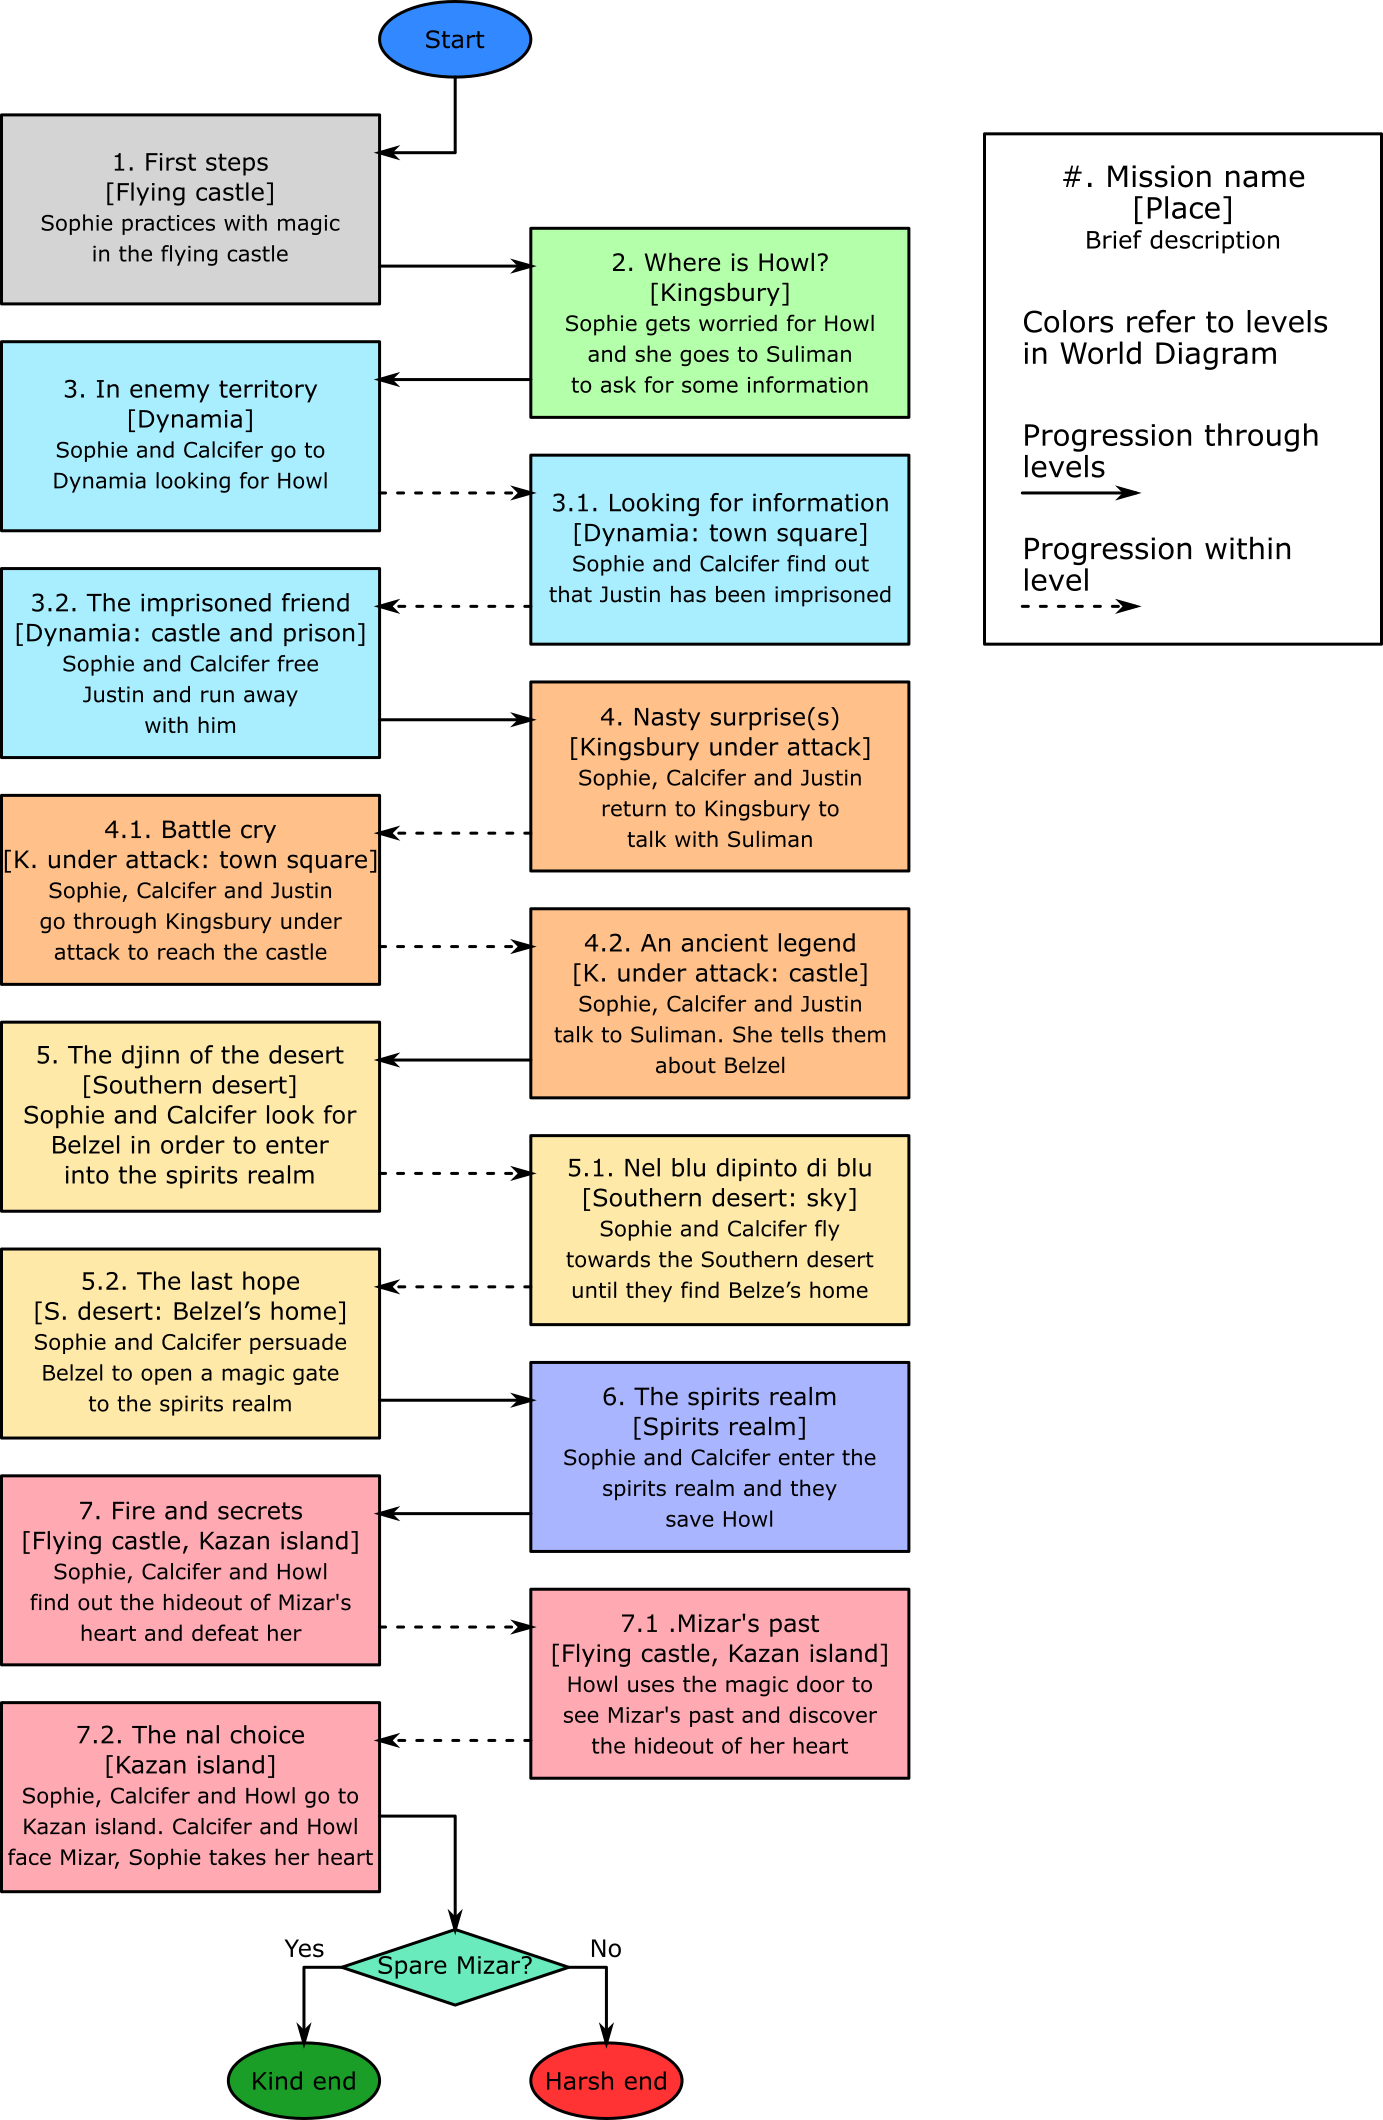 Start
1. First steps
[Flying castle]
Sophie practices with magic
in the flying castle
2. Where is Howl?
[Kingsbury]
Sophie gets worried for Howl
and she goes to Suliman
to ask for some information
3. In enemy territory
[Dynamia]
Sophie and Calcifer go to
Dynamia looking for Howl
3.1. Looking for information
[Dynamia: town square]
Sophie and Calcifer find out
that Justin has been imprisoned
3.2. The imprisoned friend
[Dynamia: castle and prison]
Sophie and Calcifer free
Justin and run away
with him
4. Nasty surprise(s)
[Kingsbury under attack]
Sophie, Calcifer and Justin
return to Kingsbury to
talk with Suliman
4.1. Battle cry
[K. under attack: town square]
Sophie, Calcifer and Justin
go through Kingsbury under
attack to reach the castle
4.2. An ancient legend
[K. under attack: castle]
Sophie, Calcifer and Justin
talk to Suliman. She tells them
about Belzel
5. The djinn of the desert
[Southern desert]
Sophie and Calcifer look for
Belzel in order to enter
into the spirits realm
5.1. Nel blu dipinto di blu
[Southern desert: sky]
Sophie and Calcifer fly
towards the Southern desert
until they find Belze’s home
5.2. The last hope
[S. desert: Belzel’s home]
Sophie and Calcifer persuade
Belzel to open a magic gate
to the spirits realm
6. The spirits realm
[Spirits realm]
Sophie and Calcifer enter the
spirits realm and they
save Howl
7. Fire and secrets
[Flying castle, Kazan island]
Sophie, Calcifer and Howl
find out the hideout of Mizar's
heart and defeat her
7.1 .Mizar's past
[Flying castle, Kazan island]
Howl uses the magic door to
see Mizar's past and discover
the hideout of her heart
7.2. The nal choice
[Kazan island]
Sophie, Calcifer and Howl go to
Kazan island. Calcifer and Howl
face Mizar, Sophie takes her heart
Spare Mizar?
Yes
No
Kind end
Harsh end
#. Mission name
[Place]
Brief description
Colors refer to levels
in World Diagram
Progression through
levels
Progression within
level